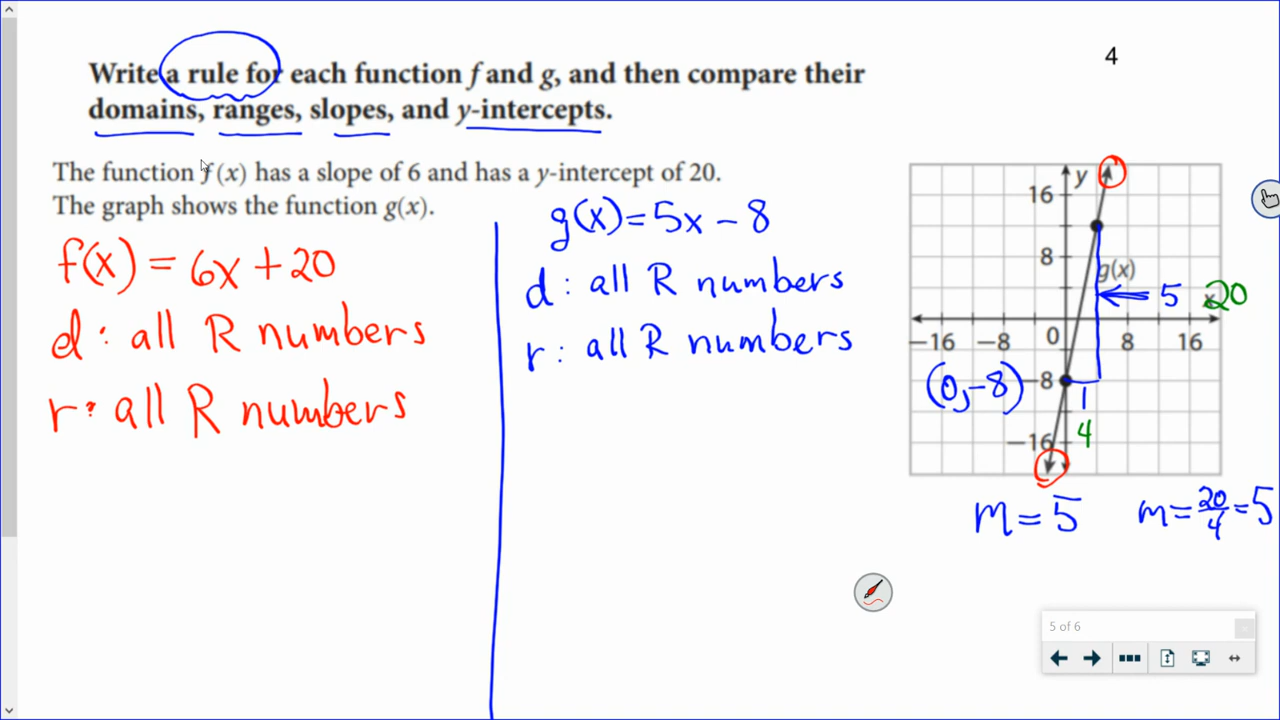 4
Write a rule for each function f and g, and then compare their
domains, ranges, slopes, and y-intercepts.
The function f(x) has a slope of 6 and has a y-intercept of 20.
The graph shows the function g(x).
f(x) = 6x + 20
d: all R numbers
r: all R numbers
g(x) = 5x - 8
d: all R numbers
r: all R numbers
y
16
8
g(x)
5
x
20
-16
-8
0
8
16
(0, -8)
-8
1
4
-16
m = 5
m = 20/4 = 5
5 of 6